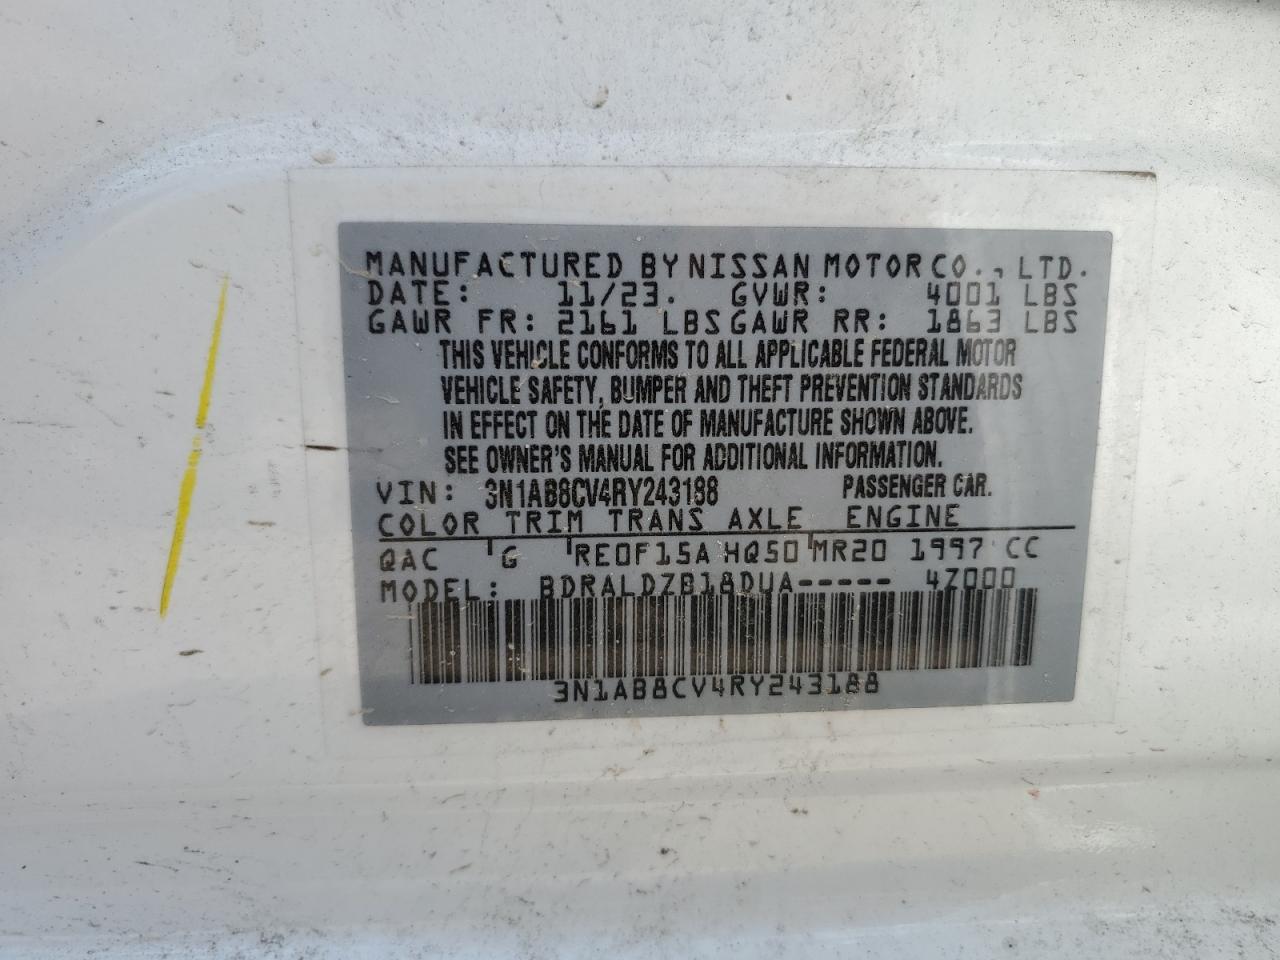 MANUFACTURED BY NISSAN MOTOR CO., LTD.
DATE: 11/23. GVWR: 4001 LBS
GAWR FR: 2161 LBS GAWR RR: 1863 LBS
THIS VEHICLE CONFORMS TO ALL APPLICABLE FEDERAL MOTOR
VEHICLE SAFETY, BUMPER AND THEFT PREVENTION STANDARDS
IN EFFECT ON THE DATE OF MANUFACTURE SHOWN ABOVE.
SEE OWNER'S MANUAL FOR ADDITIONAL INFORMATION.
VIN: 3N1AB8CV4RY243188 PASSENGER CAR.
COLOR TRIM TRANS AXLE ENGINE
QAC G RE0F15A HQ50 MR20 1997 CC
MODEL: BDRALDZB18DUA----- 4Z000
3N1AB8CV4RY243188